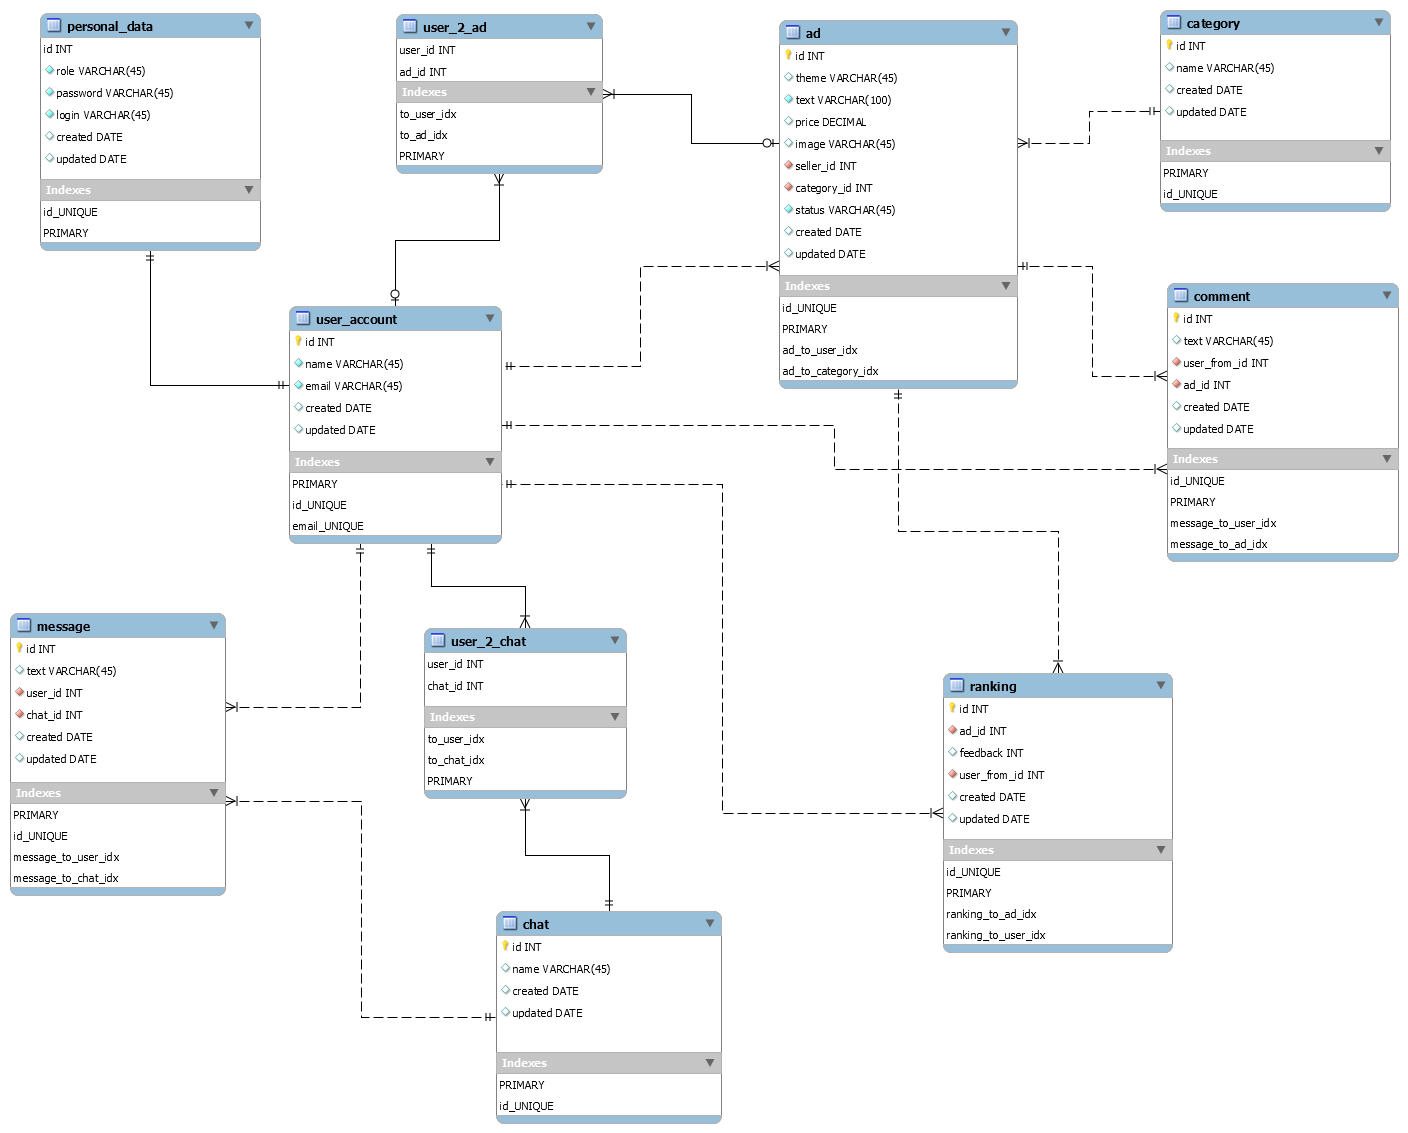 personal_data
id INT
role VARCHAR(45)
password VARCHAR(45)
login VARCHAR(45)
created DATE
updated DATE
Indexes
id_UNIQUE
PRIMARY
user_2_ad
user_id INT
ad_id INT
Indexes
to_user_idx
to_ad_idx
PRIMARY
ad
id INT
theme VARCHAR(45)
text VARCHAR(100)
price DECIMAL
image VARCHAR(45)
seller_id INT
category_id INT
status VARCHAR(45)
created DATE
updated DATE
Indexes
id_UNIQUE
PRIMARY
ad_to_user_idx
ad_to_category_idx
category
id INT
name VARCHAR(45)
created DATE
updated DATE
Indexes
PRIMARY
id_UNIQUE
user_account
id INT
name VARCHAR(45)
email VARCHAR(45)
created DATE
updated DATE
Indexes
PRIMARY
id_UNIQUE
email_UNIQUE
comment
id INT
text VARCHAR(45)
user_from_id INT
ad_id INT
created DATE
updated DATE
Indexes
id_UNIQUE
PRIMARY
message_to_user_idx
message_to_ad_idx
message
id INT
text VARCHAR(45)
user_id INT
chat_id INT
created DATE
updated DATE
Indexes
PRIMARY
id_UNIQUE
message_to_user_idx
message_to_chat_idx
user_2_chat
user_id INT
chat_id INT
Indexes
to_user_idx
to_chat_idx
PRIMARY
ranking
id INT
ad_id INT
feedback INT
user_from_id INT
created DATE
updated DATE
Indexes
id_UNIQUE
PRIMARY
ranking_to_ad_idx
ranking_to_user_idx
chat
id INT
name VARCHAR(45)
created DATE
updated DATE
Indexes
PRIMARY
id_UNIQUE